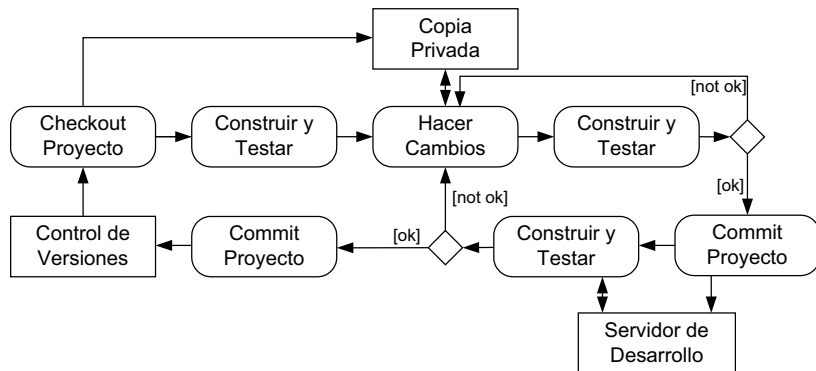 Copia
Privada
[not ok]
Checkout
Proyecto
Construir y
Testar
Hacer
Cambios
Construir y
Testar
[ok]
[not ok]
Control de
Versiones
Commit
Proyecto
[ok]
Construir y
Testar
Commit
Proyecto
Servidor de
Desarrollo